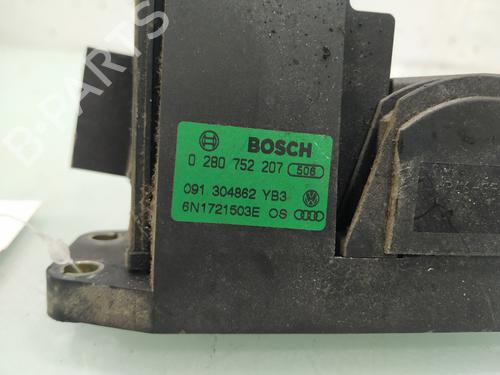 BOSCH
0 280 752 207 506
091 304862 YB3
6N1721503E OS
B-PARTS